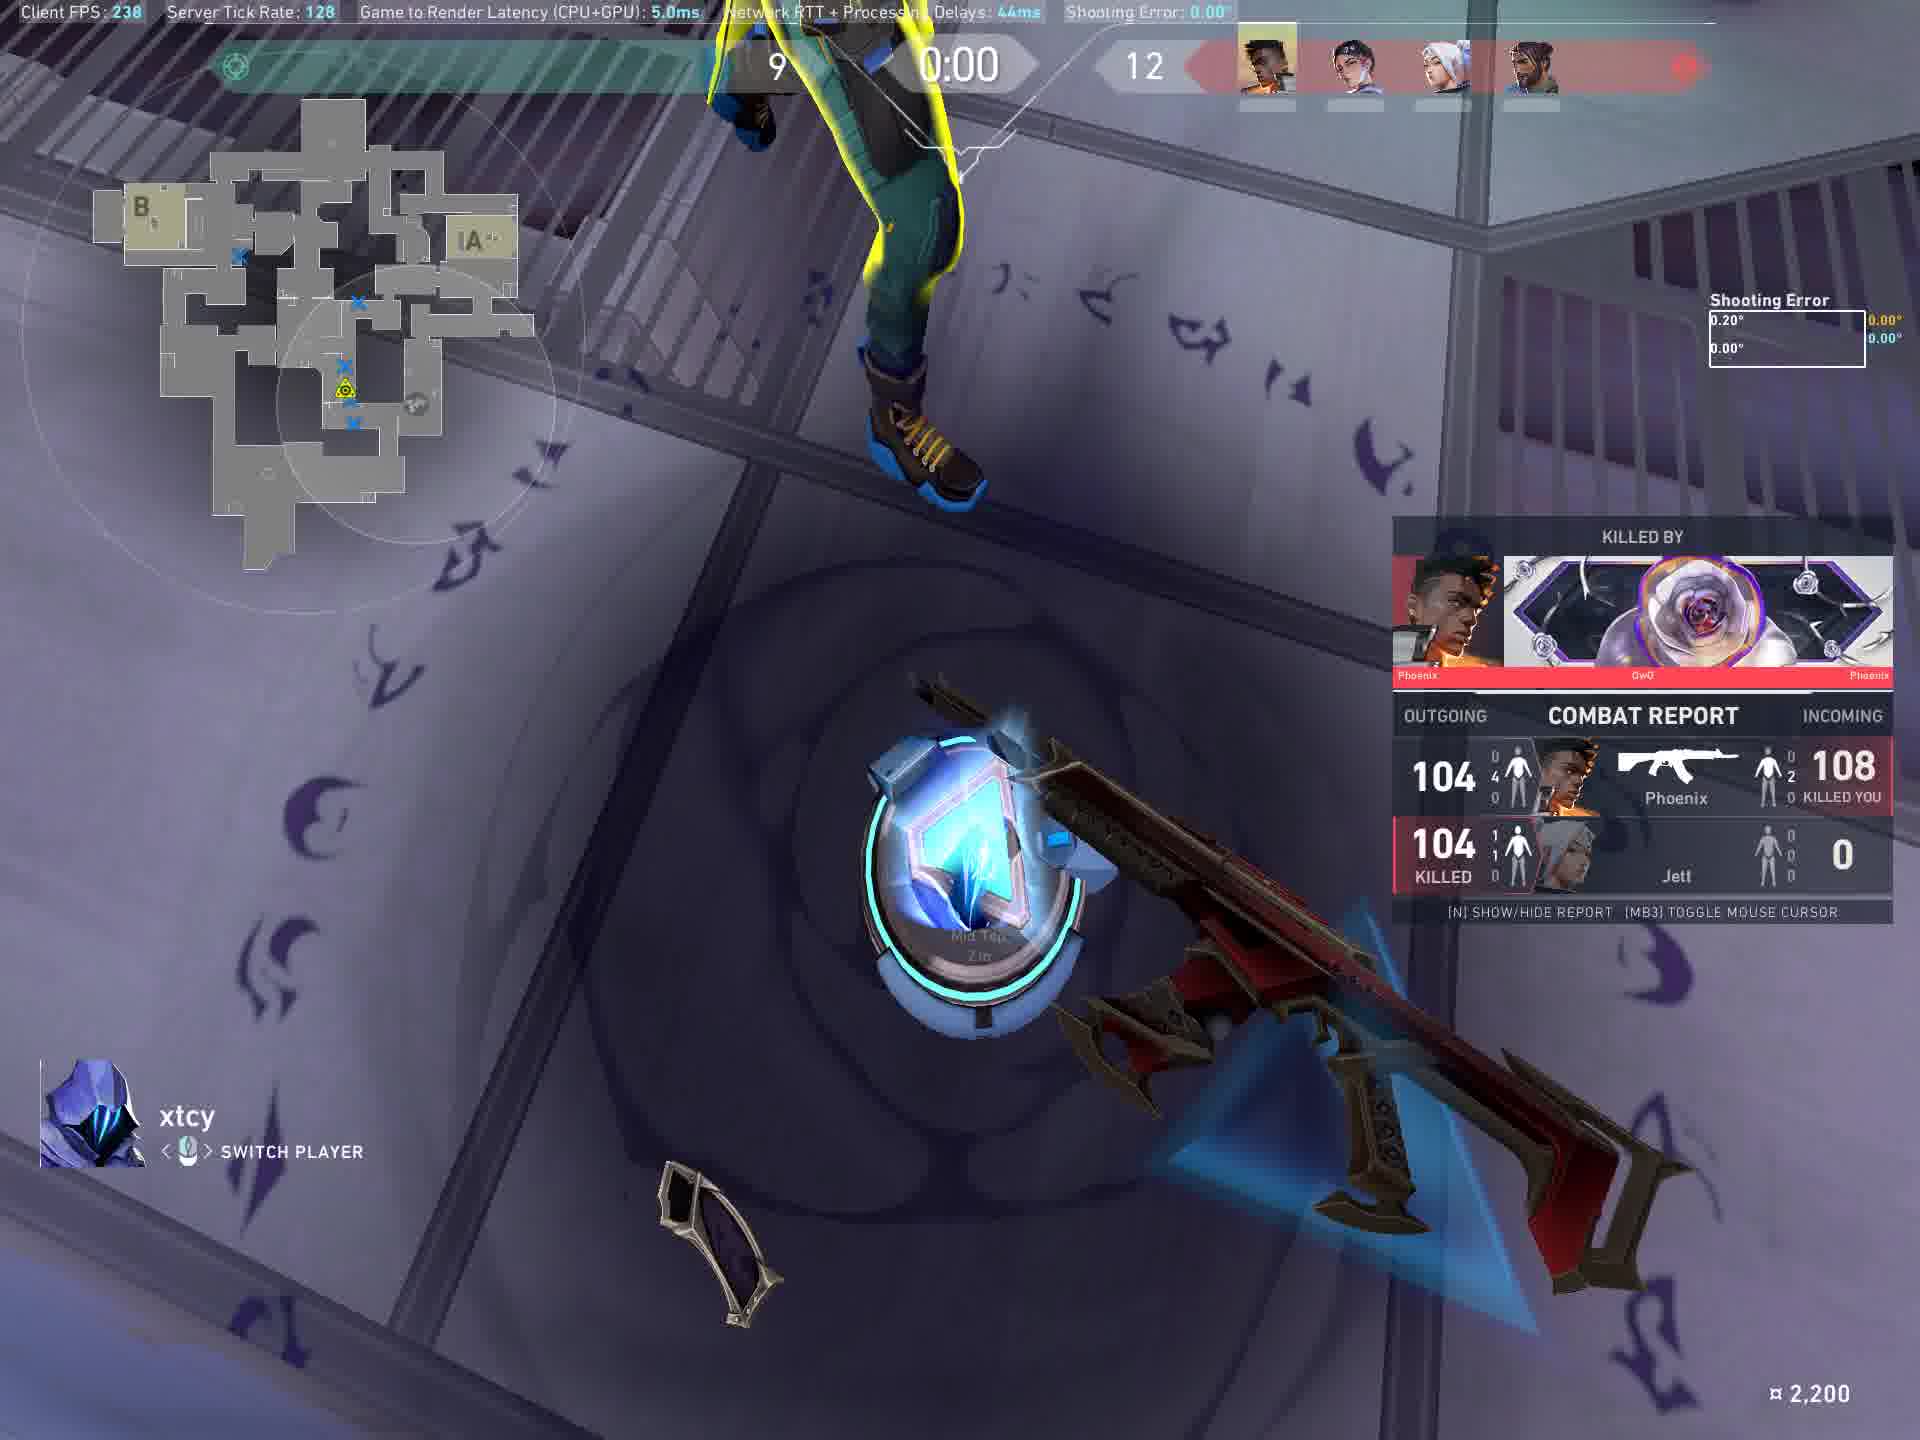 Client FPS: 238 Server Tick Rate: 128 Game to Render Latency (CPU+GPU): 5.0ms Network RTT + Processing Delays: 44ms Shooting Error: 0.00°
9 0:00 12
B
A
Shooting Error
0.20° 0.00°
0.00°
0.00°
KILLED BY
Phoenix OwO Phoenix
OUTGOING COMBAT REPORT INCOMING
104 0 4 0 Phoenix 0 2 0 108 KILLED YOU
104 KILLED 1 1 0 Jett 0 0 0 0
[N] SHOW/HIDE REPORT [MB3] TOGGLE MOUSE CURSOR
Mid Top
xtcy
< > SWITCH PLAYER
¤ 2,200